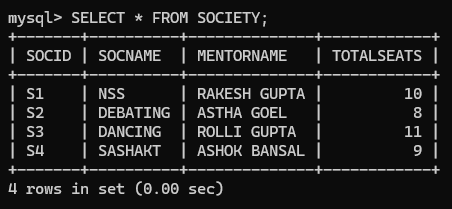 mysql> SELECT * FROM SOCIETY;
+-------+----------+---------------+------------+
| SOCID | SOCNAME  | MENTORNAME    | TOTALSEATS |
+-------+----------+---------------+------------+
| S1    | NSS      | RAKESH GUPTA  |         10 |
| S2    | DEBATING | ASTHA GOEL    |          8 |
| S3    | DANCING  | ROLLI GUPTA   |         11 |
| S4    | SASHAKT  | ASHOK BANSAL  |          9 |
+-------+----------+---------------+------------+
4 rows in set (0.00 sec)